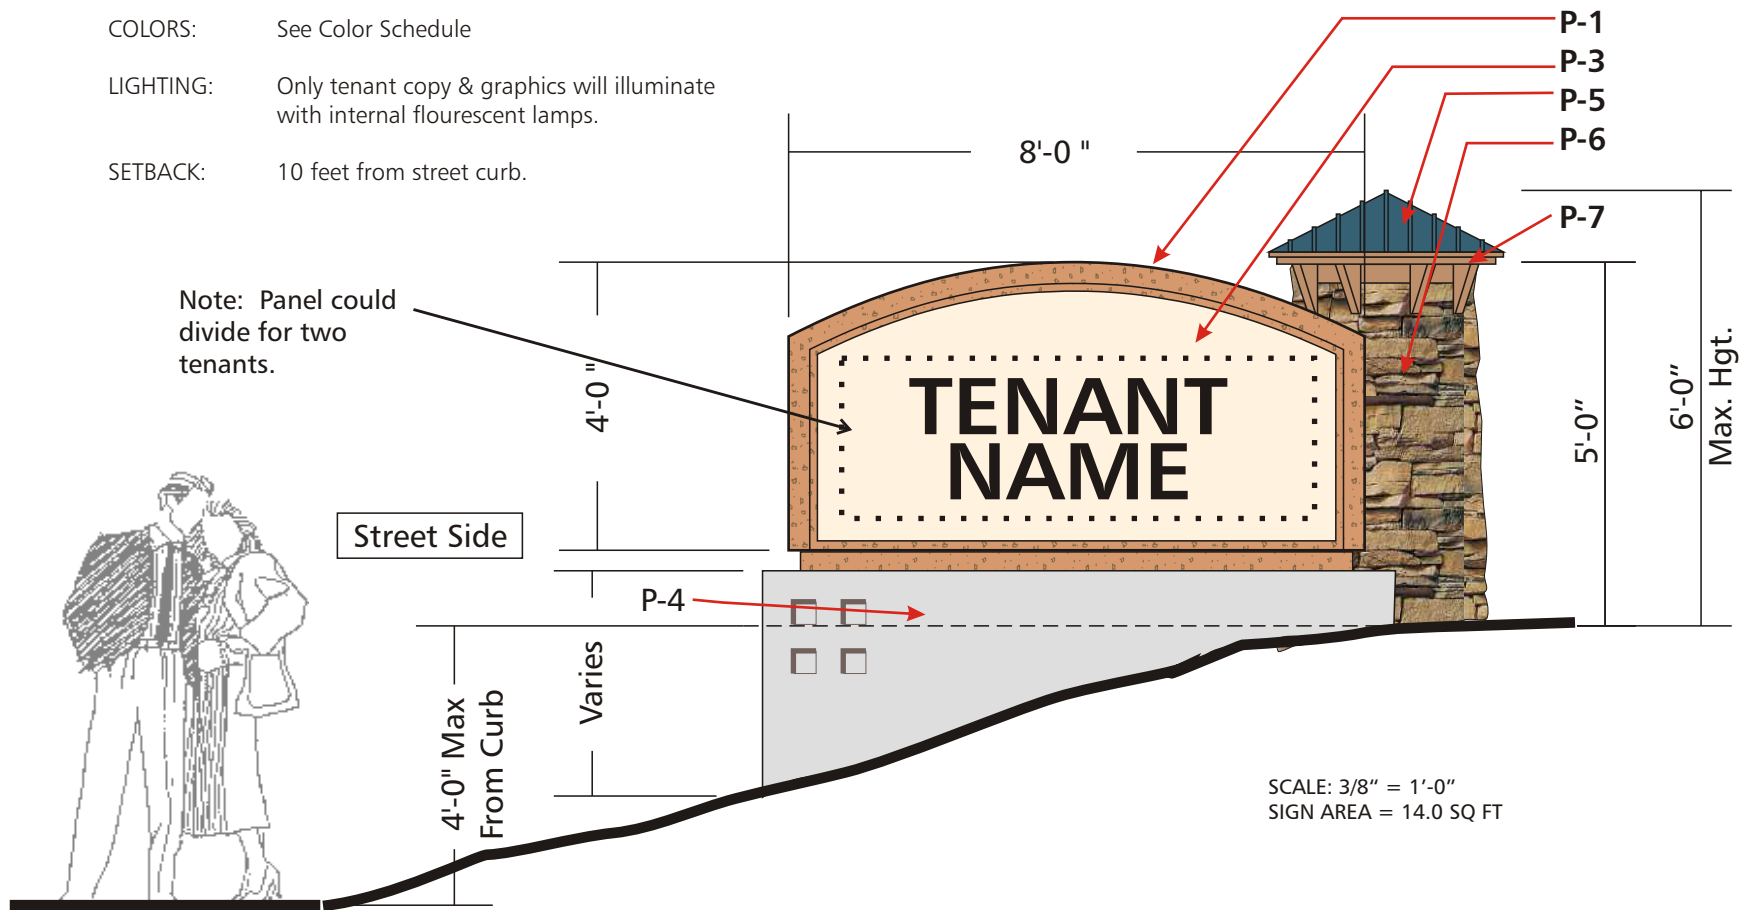 COLORS: See Color Schedule
LIGHTING: Only tenant copy & graphics will illuminate
with internal flourescent lamps.
SETBACK: 10 feet from street curb.
P-1
P-3
P-5
P-6
P-7
8'-0 "
Note: Panel could
divide for two
tenants.
4'-0 "
TENANT
NAME
5'-0”
6'-0”
Max. Hgt.
Street Side
P-4
Varies
4'-0" Max
From Curb
SCALE: 3/8“ = 1'-0”
SIGN AREA = 14.0 SQ FT